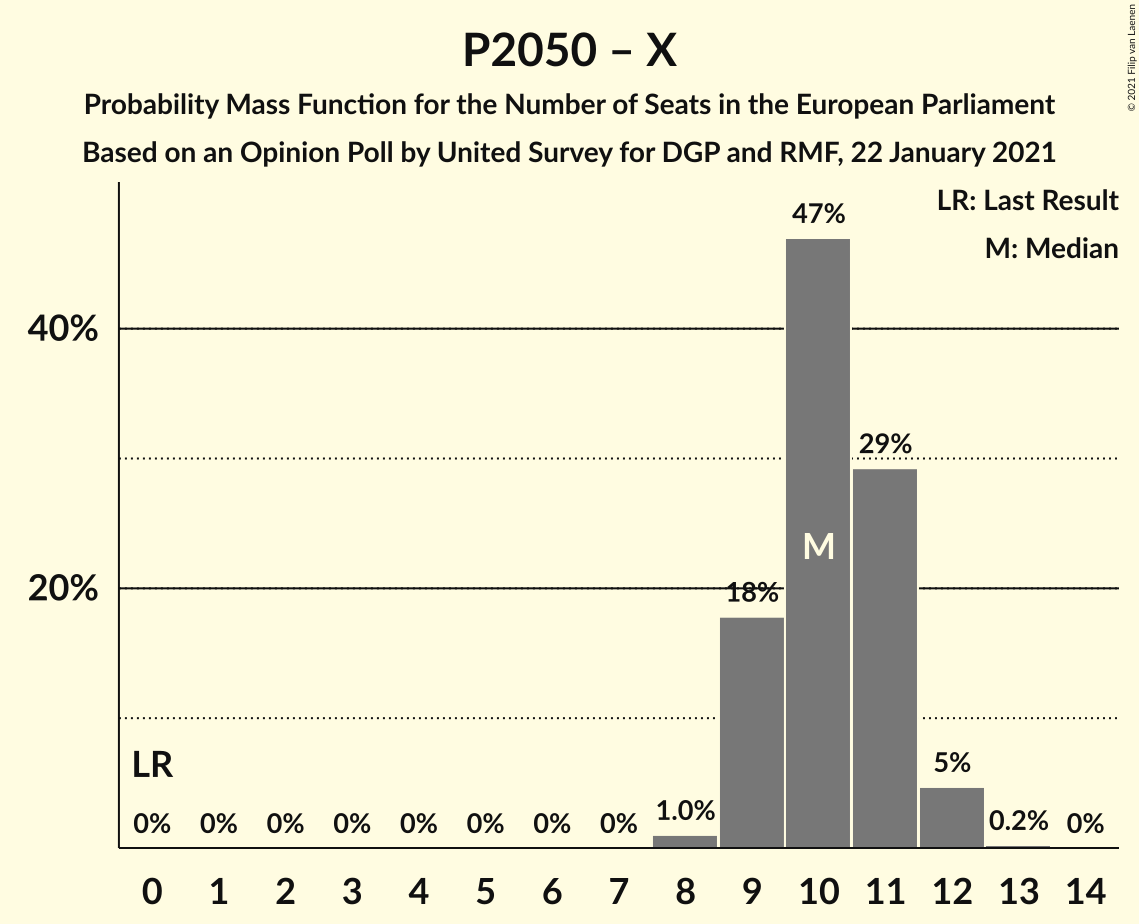 © 2021 Filip van Laenen
P2050 – X
Probability Mass Function for the Number of Seats in the European Parliament
Based on an Opinion Poll by United Survey for DGP and RMF, 22 January 2021
LR: Last Result
M: Median
47%
40%
29%
M
20%
18%
LR
5%
0% 0% 0% 0% 0% 0% 0% 0% 1.0% 0.2% 0%
0 1 2 3 4 5 6 7 8 9 10 11 12 13 14